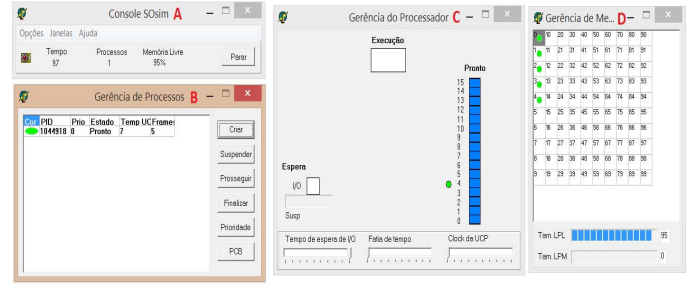 Console SOsim A
Opções Janelas Ajuda
Tempo Processos Memória Livre
97 1 95%
Parar
Gerência de Processos B
Cor PID Prio Estado Temp UC Frames
1044918 0 Pronto 7 5
Criar
Suspender
Prosseguir
Finalizar
Prioridade
PCB
Gerência do Processador C
Execução
Pronto
15
14
13
12
11
10
9
8
7
6
5
4
3
2
1
0
Espera
I/O
Susp
Tempo de espera de I/O Fatia de tempo Clock da UCP
Gerência de Me... D
0 10 20 30 40 50 60 70 80 90
1 11 21 31 41 51 61 71 81 91
2 12 22 32 42 52 62 72 82 92
3 13 23 33 43 53 63 73 83 93
4 14 24 34 44 54 64 74 84 94
5 15 25 35 45 55 65 75 85 95
6 16 26 36 46 56 66 76 86 96
7 17 27 37 47 57 67 77 87 97
8 18 28 38 48 58 68 78 88 98
9 19 29 39 49 59 69 79 89 99
Tam. LPL 95
Tam. LPM 0